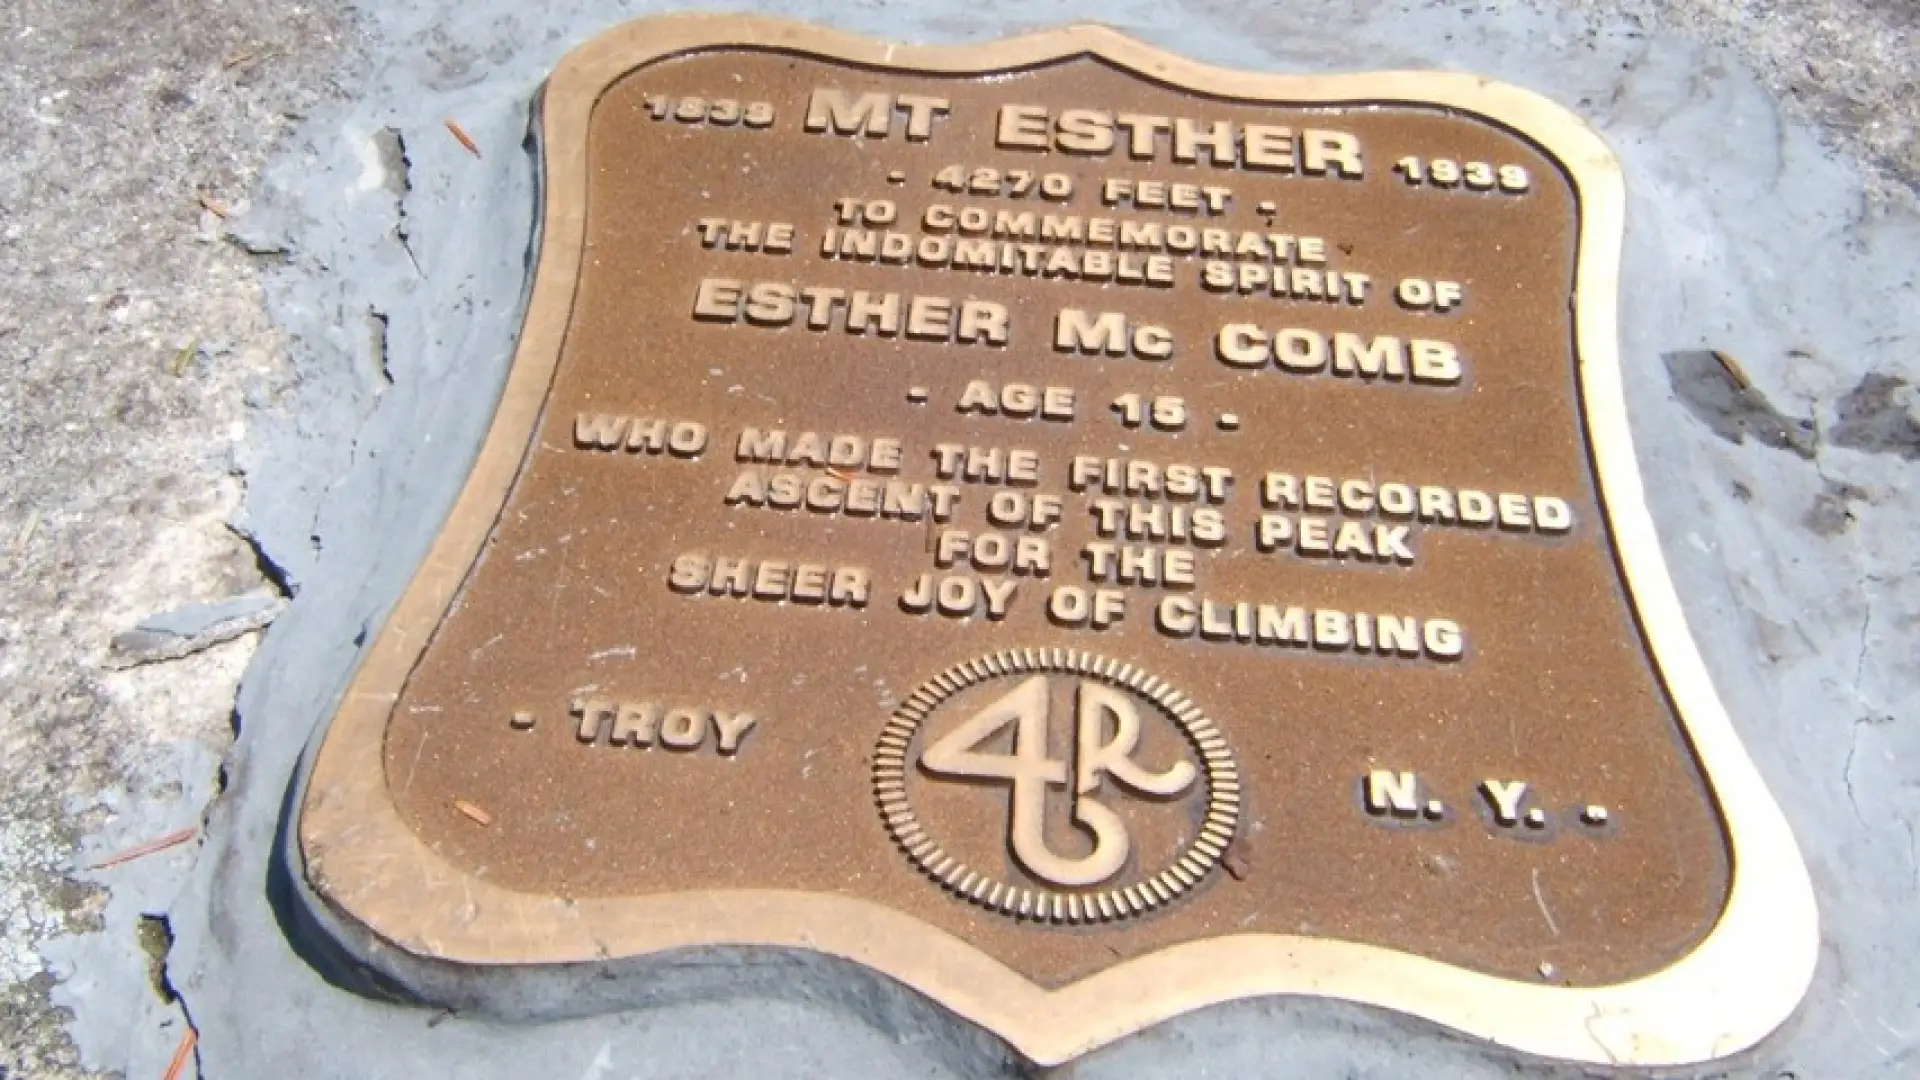 1839 MT ESTHER 1939
- 4270 FEET -
TO COMMEMORATE
THE INDOMITABLE SPIRIT OF
ESTHER Mc COMB
- AGE 15 -
WHO MADE THE FIRST RECORDED
ASCENT OF THIS PEAK
FOR THE
SHEER JOY OF CLIMBING
- TROY 46R N. Y. -